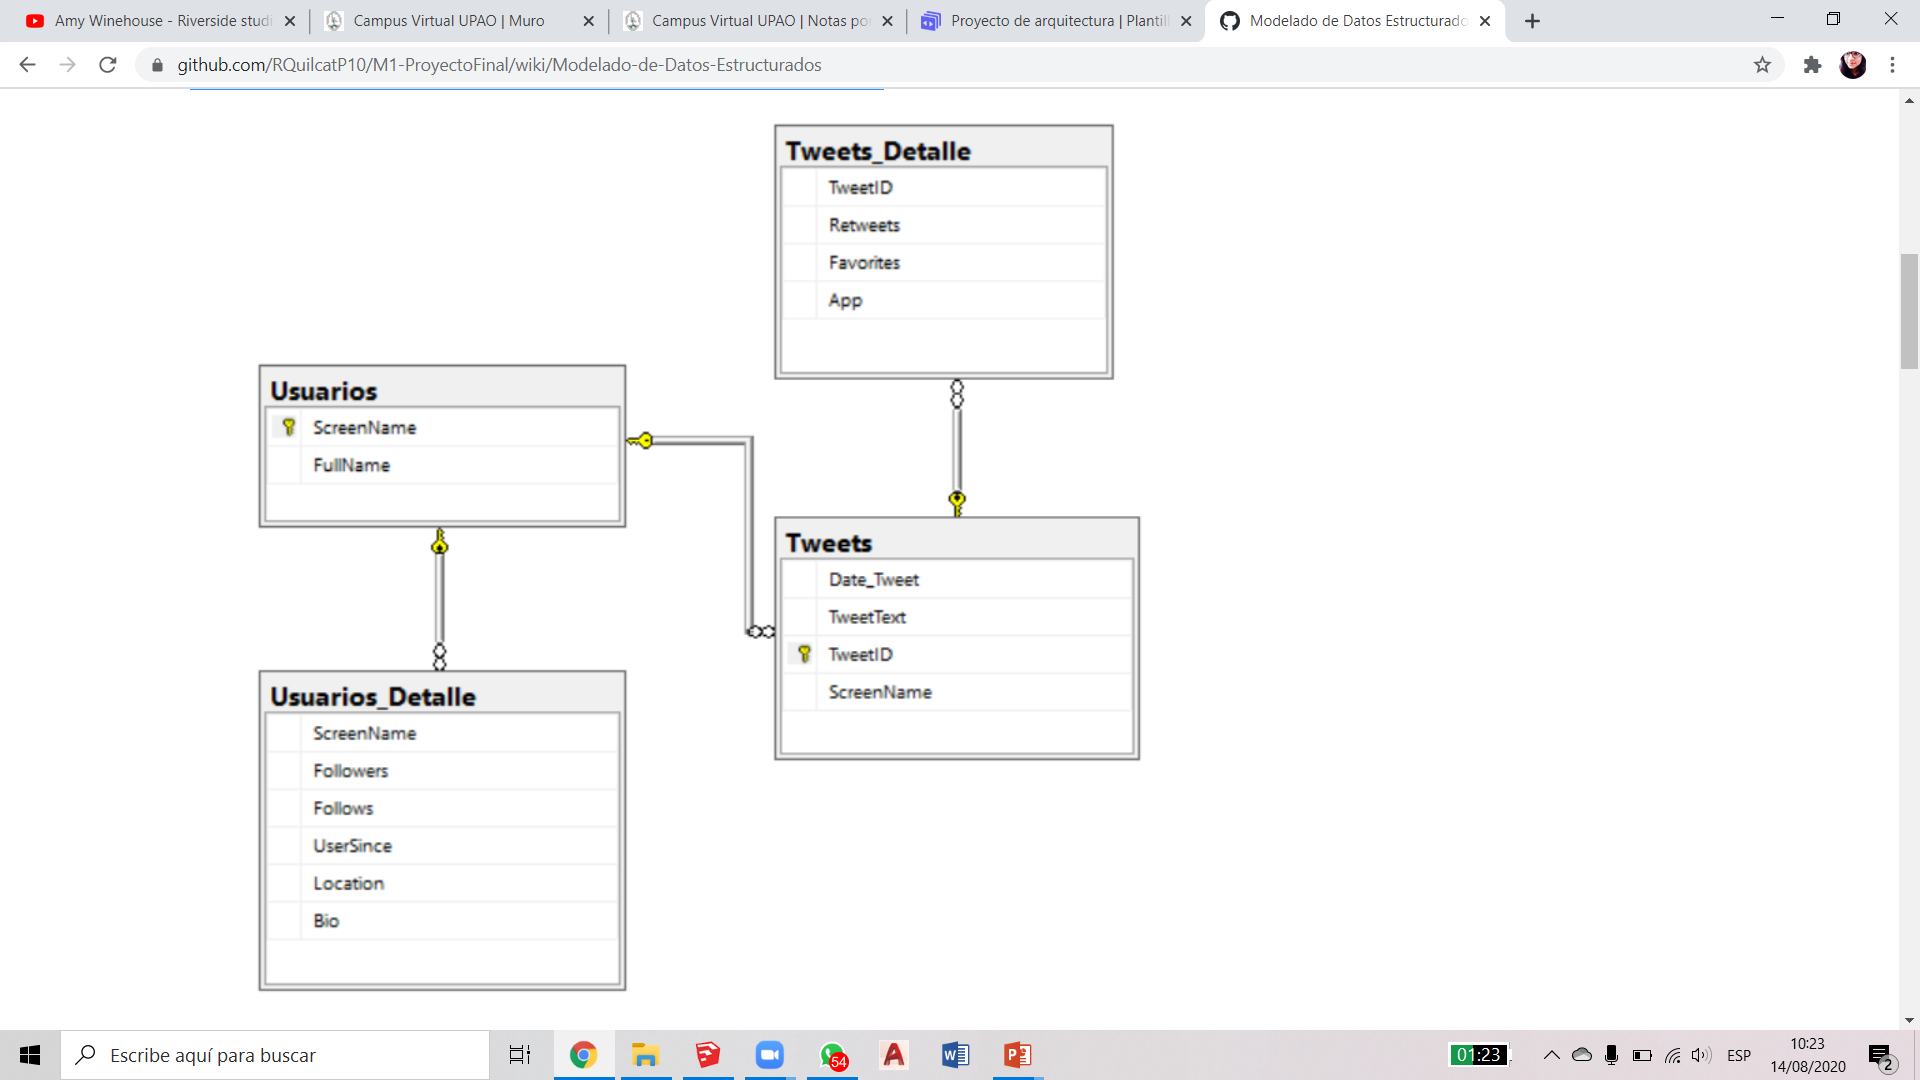 Amy Winehouse - Riverside studi
Campus Virtual UPAO | Muro
Campus Virtual UPAO | Notas po
Proyecto de arquitectura | Plantill
Modelado de Datos Estructurado
github.com/RQuilcatP10/M1-ProyectoFinal/wiki/Modelado-de-Datos-Estructurados
Tweets_Detalle
TweetID
Retweets
Favorites
App
Usuarios
ScreenName
FullName
Tweets
Date_Tweet
TweetText
TweetID
ScreenName
Usuarios_Detalle
ScreenName
Followers
Follows
UserSince
Location
Bio
Escribe aquí para buscar
54
01:23
ESP
10:23
14/08/2020
2